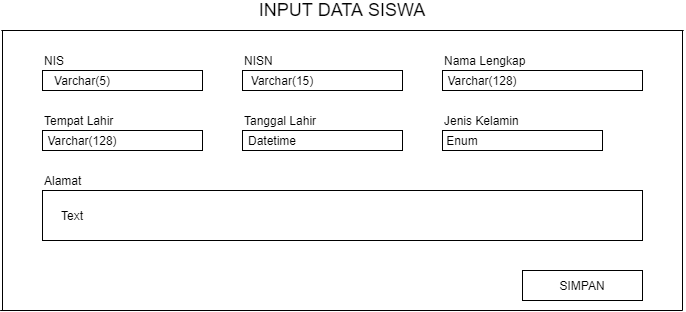 INPUT DATA SISWA
NIS NISN Nama Lengkap
Varchar(5) Varchar(15) Varchar(128)
Tempat Lahir Tanggal Lahir Jenis Kelamin
Varchar(128) Datetime Enum
Alamat
Text
SIMPAN